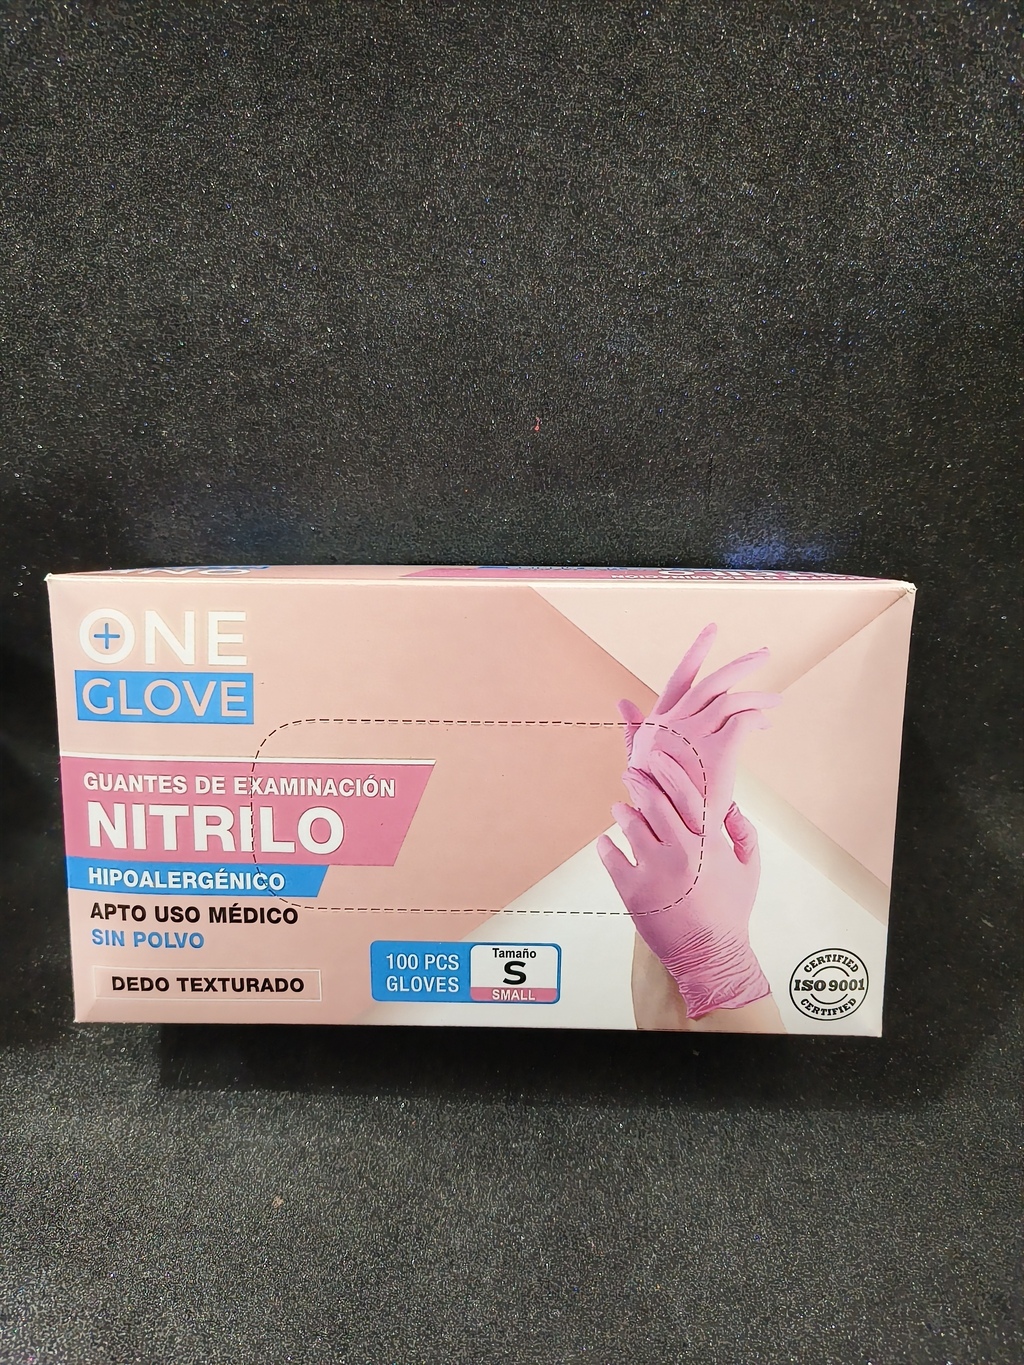 ONE
GLOVE
GUANTES DE EXAMINACIÓN
NITRILO
HIPOALERGÉNICO
APTO USO MÉDICO
SIN POLVO
DEDO TEXTURADO
100 PCS
GLOVES
Tamaño
S
SMALL
CERTIFIED
ISO 9001
CERTIFIED